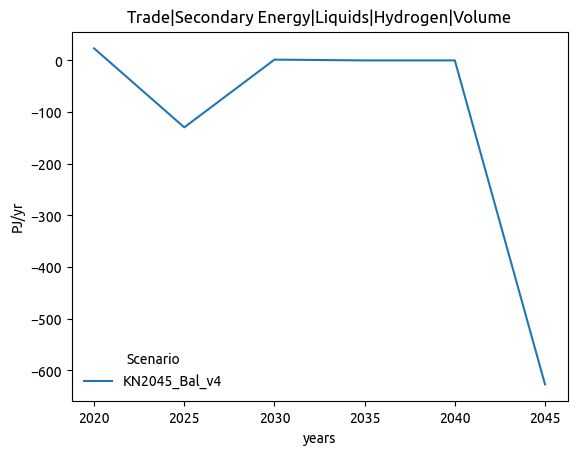 Trade|Secondary Energy|Liquids|Hydrogen|Volume
0
−100
−200
−300
−400
−500
−600
PJ/yr
Scenario
KN2045_Bal_v4
2020 2025 2030 2035 2040 2045
years